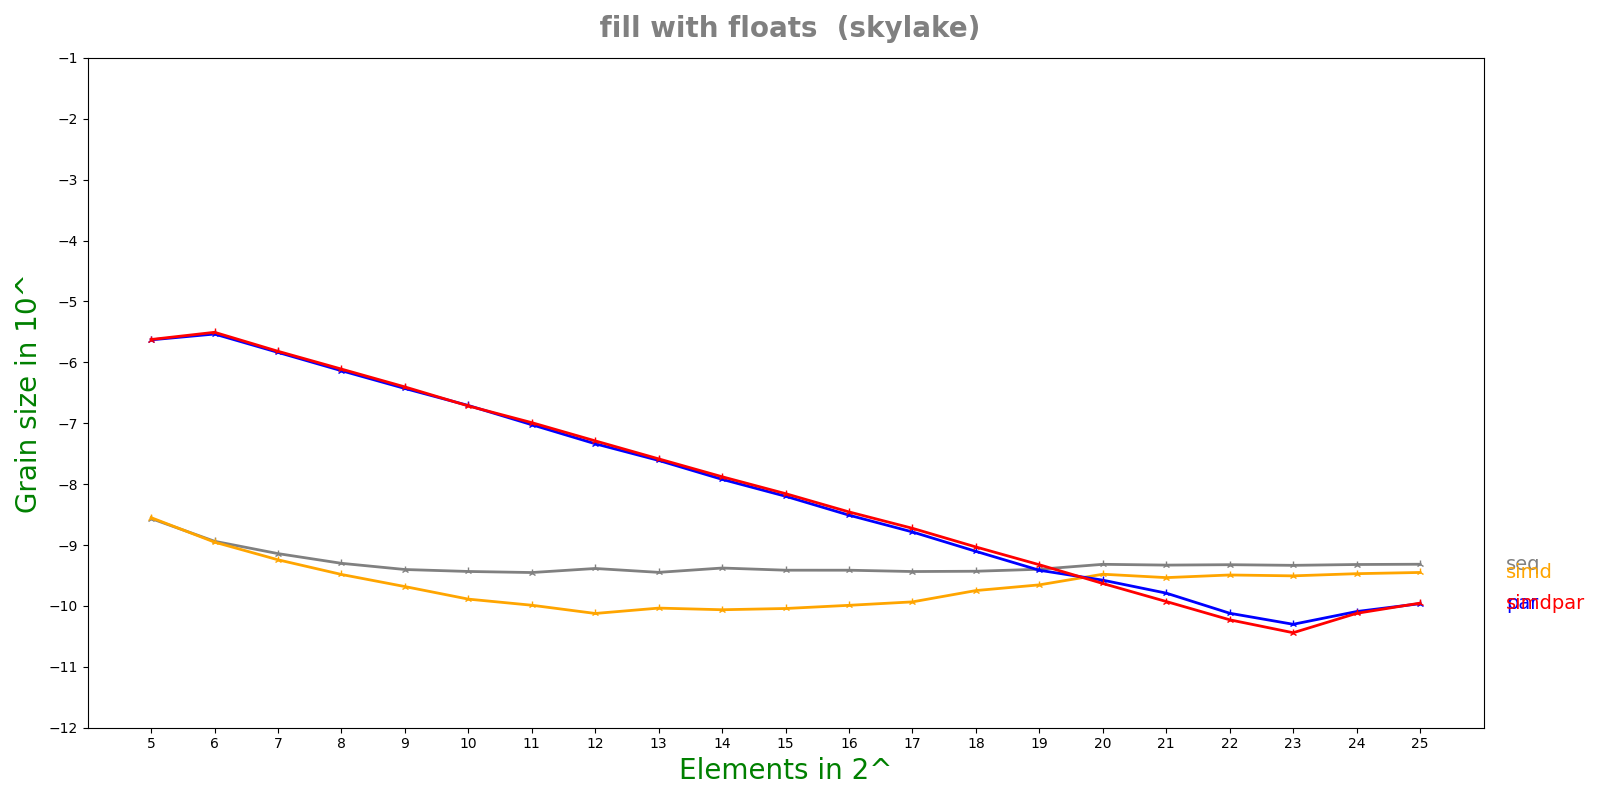 fill with floats  (skylake)
Grain size in 10^
−1
−2
−3
−4
−5
−6
−7
−8
−9
−10
−11
−12
5 6 7 8 9 10 11 12 13 14 15 16 17 18 19 20 21 22 23 24 25
Elements in 2^
seq
simd
par
simdpar